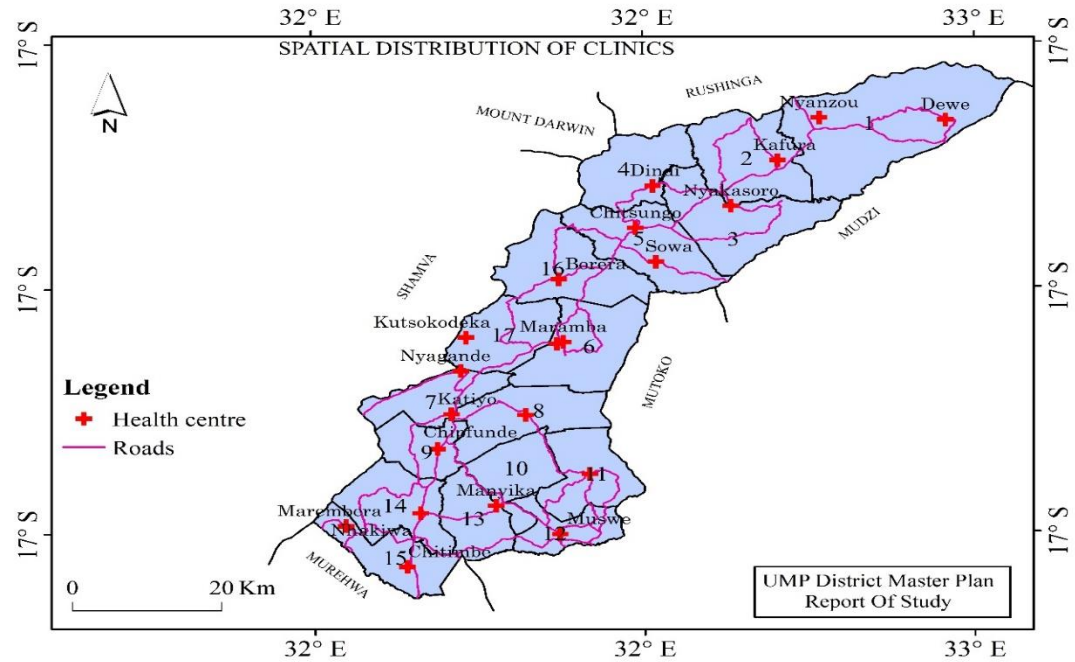 32° E 32° E 33° E
17° S 17° S
SPATIAL DISTRIBUTION OF CLINICS
N
RUSHINGA
MOUNT DARWIN
Nyanzou
Dewe
1
2
Kafura
4 Dindi
Nyakasoro
Chitsungo
3
MUDZI
5
Sowa
SHAMVA
16
Borera
17° S 17° S
Kutsokodeka
17
Maramba
6
Nyagande
MUTOKO
Legend
Health centre
Roads
7
Katiyo
8
Chipfunde
9
10
11
14
Manyika
Marembora
13
Muswe
Nhakiwa
12
17° S 17° S
15
Chitimbe
MUREHWA
0 20 Km
UMP District Master Plan
Report Of Study
32° E 32° E 33° E